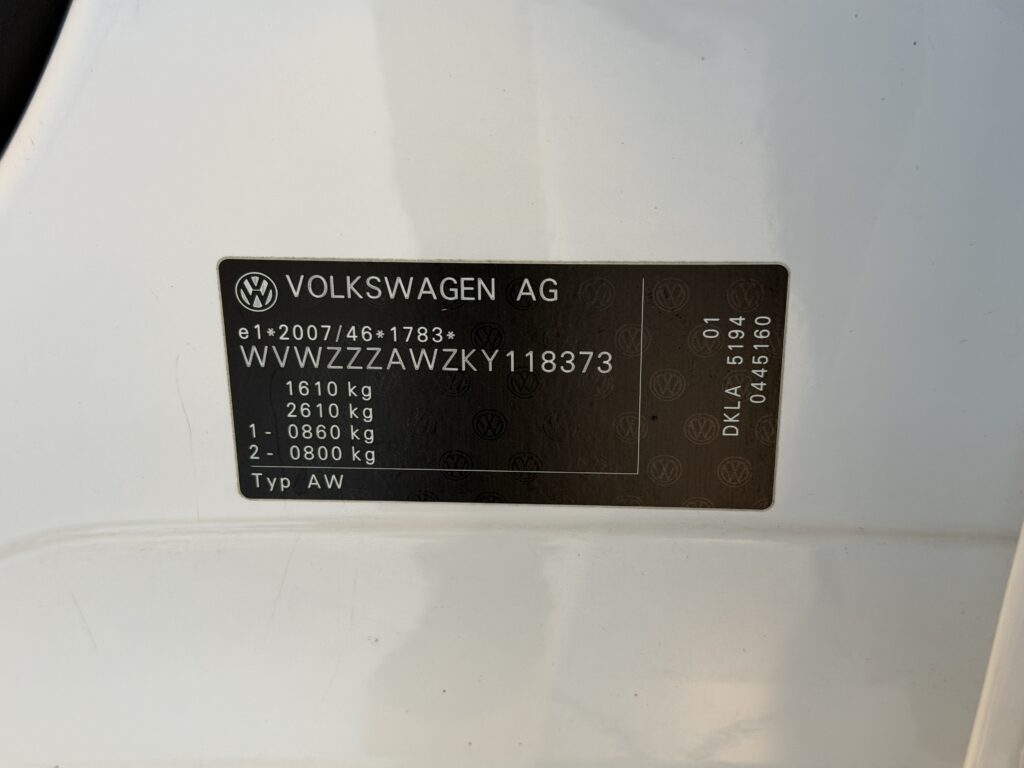 VOLKSWAGEN AG
e1*2007/46*1783*
WVWZZZAWZKY118373
1610 kg
2610 kg
1- 0860 kg
2- 0800 kg
Typ AW
01
DKLA 5194
0445160